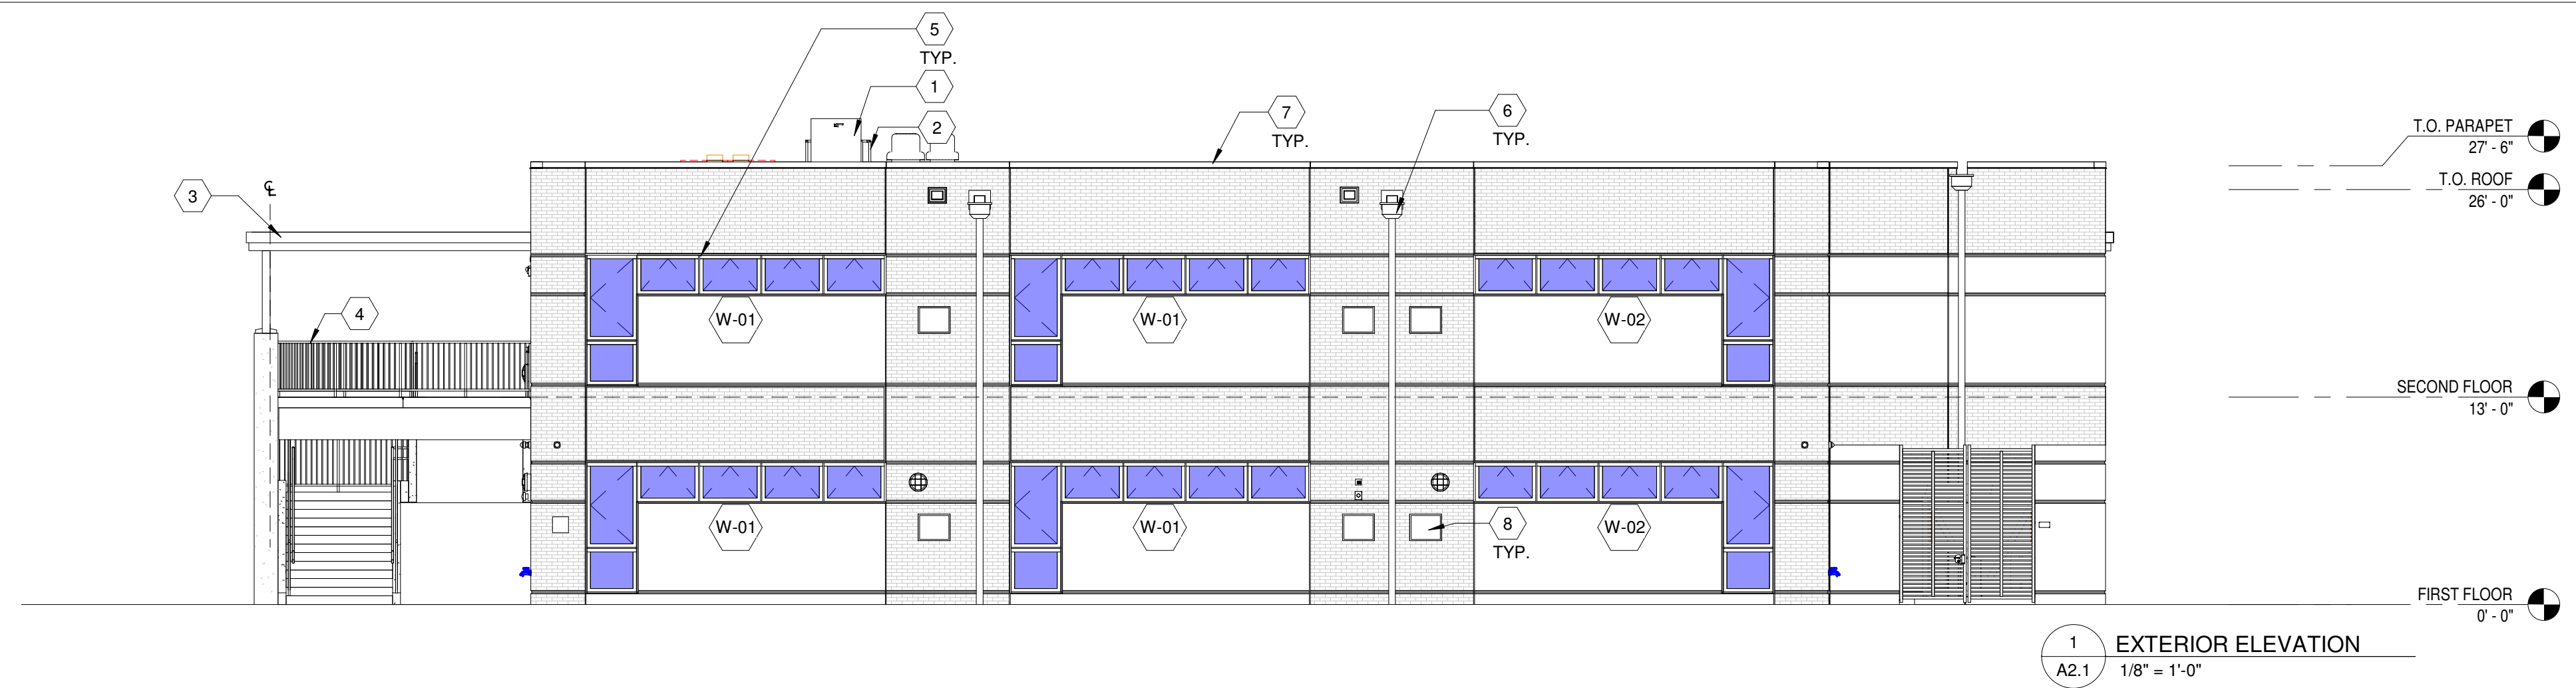 5
TYP.
1
2
7
TYP.
6
TYP.
T.O. PARAPET
27' - 6"
T.O. ROOF
26' - 0"
3
℄
4
W-01
W-01
W-02
SECOND FLOOR
13' - 0"
W-01
W-01
8
TYP.
W-02
FIRST FLOOR
0' - 0"
1
EXTERIOR ELEVATION
A2.1
1/8" = 1'-0"